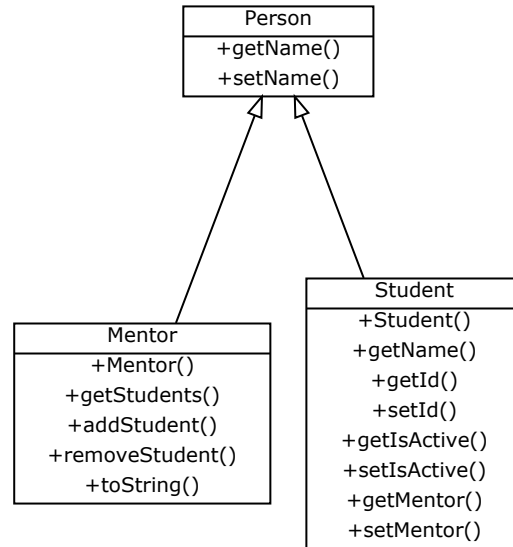 Person
+getName()
+setName()
Mentor
+Mentor()
+getStudents()
+addStudent()
+removeStudent()
+toString()
Student
+Student()
+getName()
+getId()
+setId()
+getIsActive()
+setIsActive()
+getMentor()
+setMentor()